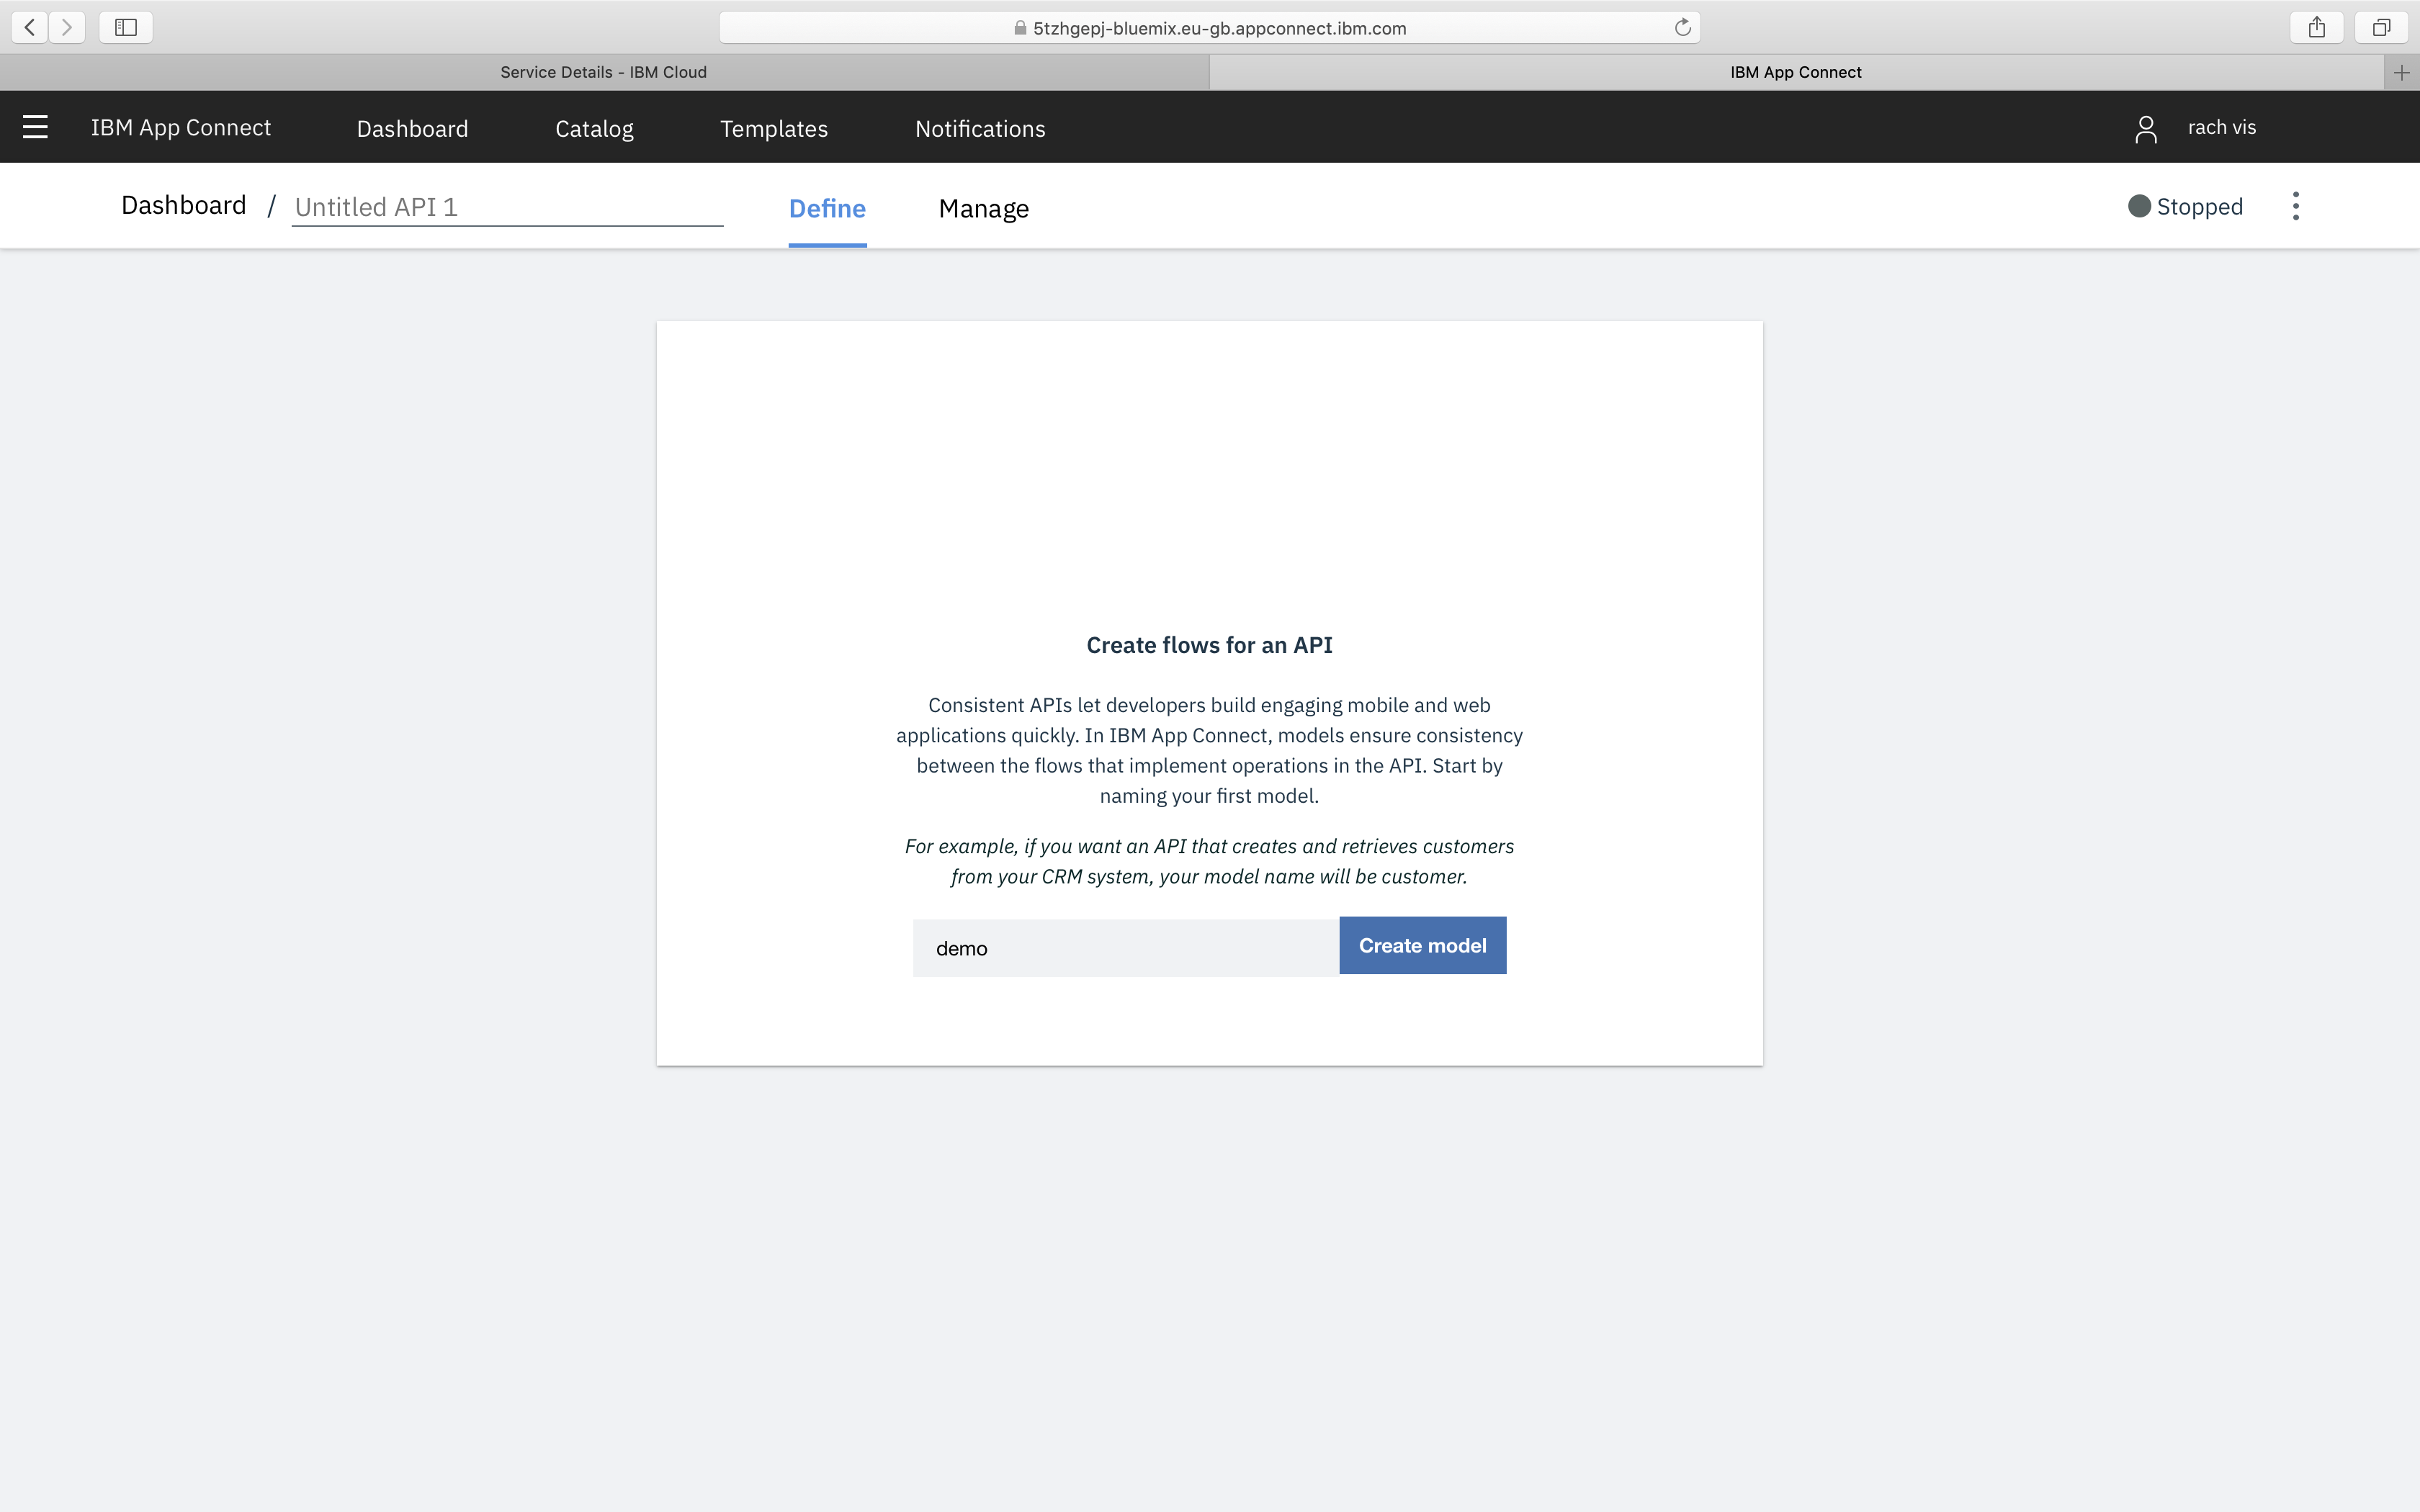 5tzhgepj-bluemix.eu-gb.appconnect.ibm.com
Service Details - IBM Cloud
IBM App Connect
IBM App Connect
Dashboard
Catalog
Templates
Notifications
rach vis
Dashboard / Untitled API 1
Define
Manage
Stopped
Create flows for an API
Consistent APIs let developers build engaging mobile and web
applications quickly. In IBM App Connect, models ensure consistency
between the flows that implement operations in the API. Start by
naming your first model.
For example, if you want an API that creates and retrieves customers
from your CRM system, your model name will be customer.
demo
Create model